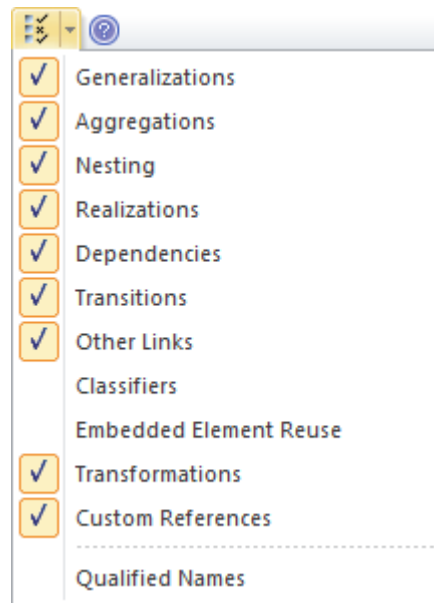 Generalizations
Aggregations
Nesting
Realizations
Dependencies
Transitions
Other Links
Classifiers
Embedded Element Reuse
Transformations
Custom References
Qualified Names